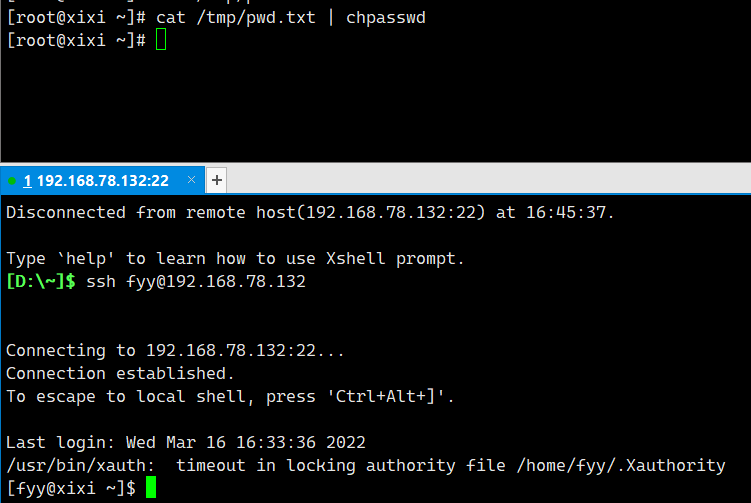 [root@xixi ~]# cat /tmp/pwd.txt | chpasswd
[root@xixi ~]#
1 192.168.78.132:22 × +
Disconnected from remote host(192.168.78.132:22) at 16:45:37.
Type `help' to learn how to use Xshell prompt.
[D:\~]$ ssh fyy@192.168.78.132
Connecting to 192.168.78.132:22...
Connection established.
To escape to local shell, press 'Ctrl+Alt+]'.
Last login: Wed Mar 16 16:33:36 2022
/usr/bin/xauth:  timeout in locking authority file /home/fyy/.Xauthority
[fyy@xixi ~]$